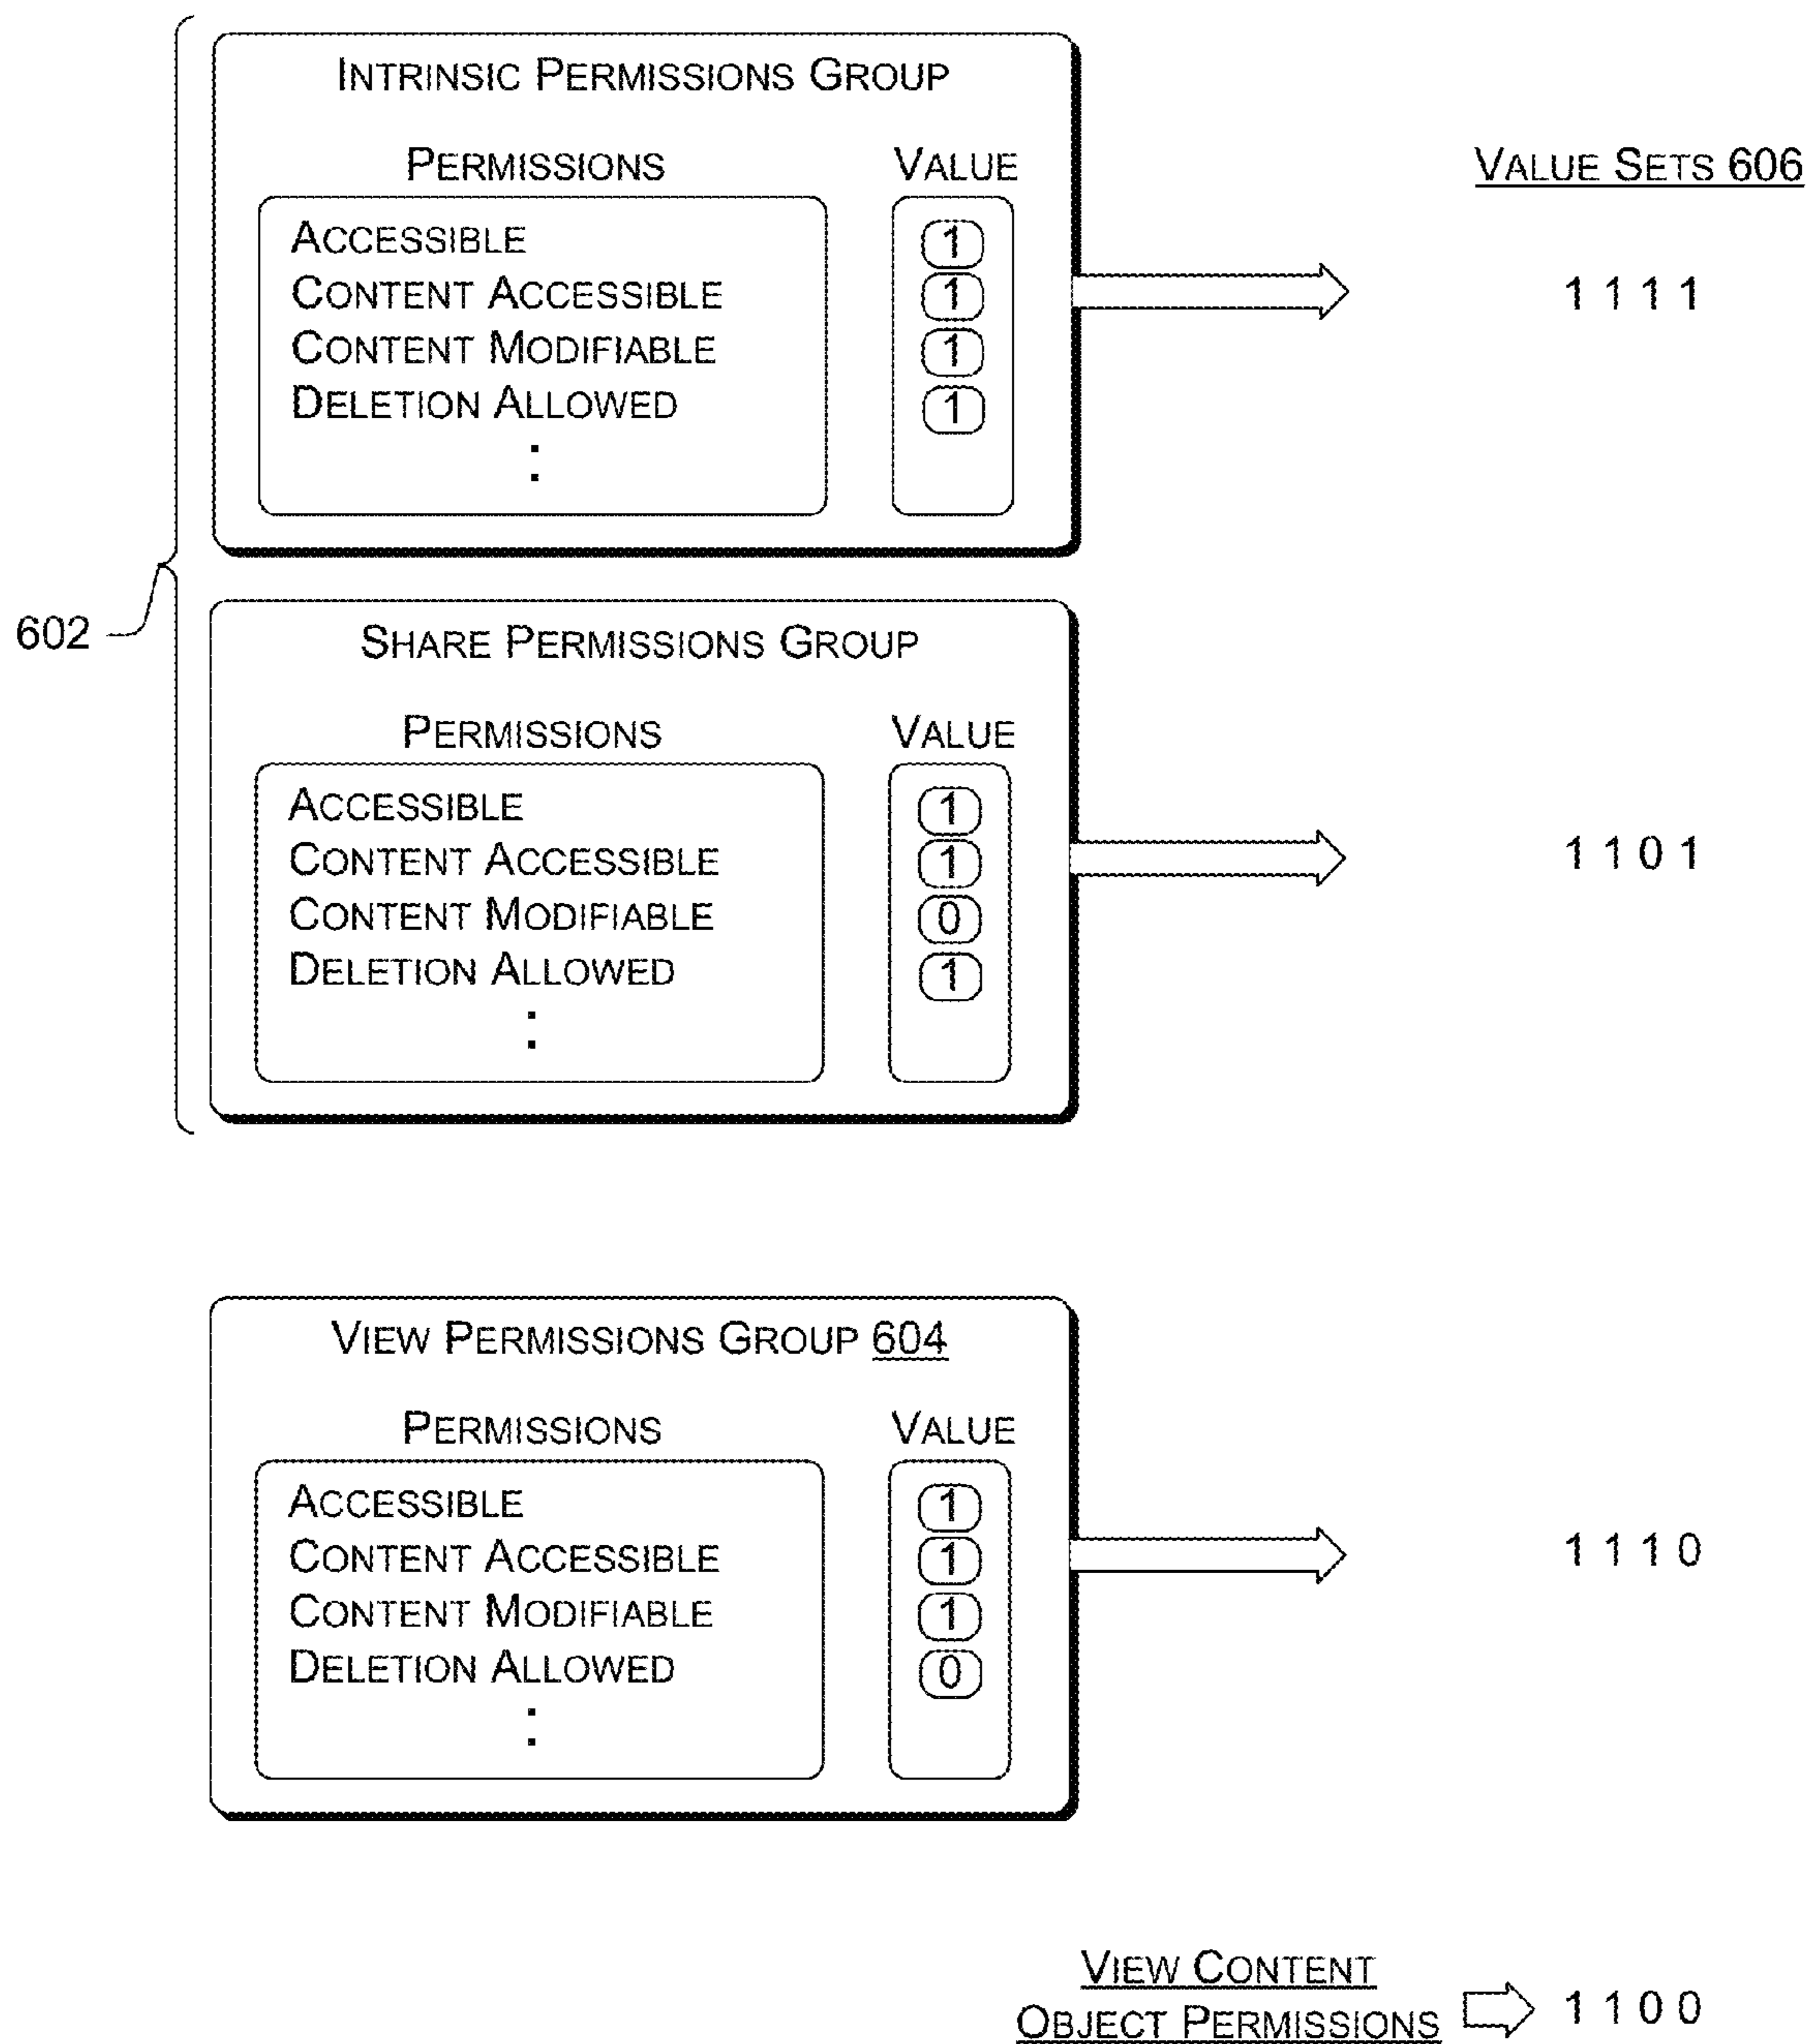 INTRINSIC PERMISSIONS GROUP
PERMISSIONS VALUE
VALUE SETS 606
ACCESSIBLE 1
CONTENT ACCESSIBLE 1
1 1 1 1
CONTENT MODIFIABLE 1
DELETION ALLOWED 1
:
602
SHARE PERMISSIONS GROUP
PERMISSIONS VALUE
ACCESSIBLE 1
CONTENT ACCESSIBLE 1
1 1 0 1
CONTENT MODIFIABLE 0
DELETION ALLOWED 1
:
VIEW PERMISSIONS GROUP 604
PERMISSIONS VALUE
ACCESSIBLE 1
CONTENT ACCESSIBLE 1
1 1 1 0
CONTENT MODIFIABLE 1
DELETION ALLOWED 0
:
VIEW CONTENT
OBJECT PERMISSIONS 1 1 0 0